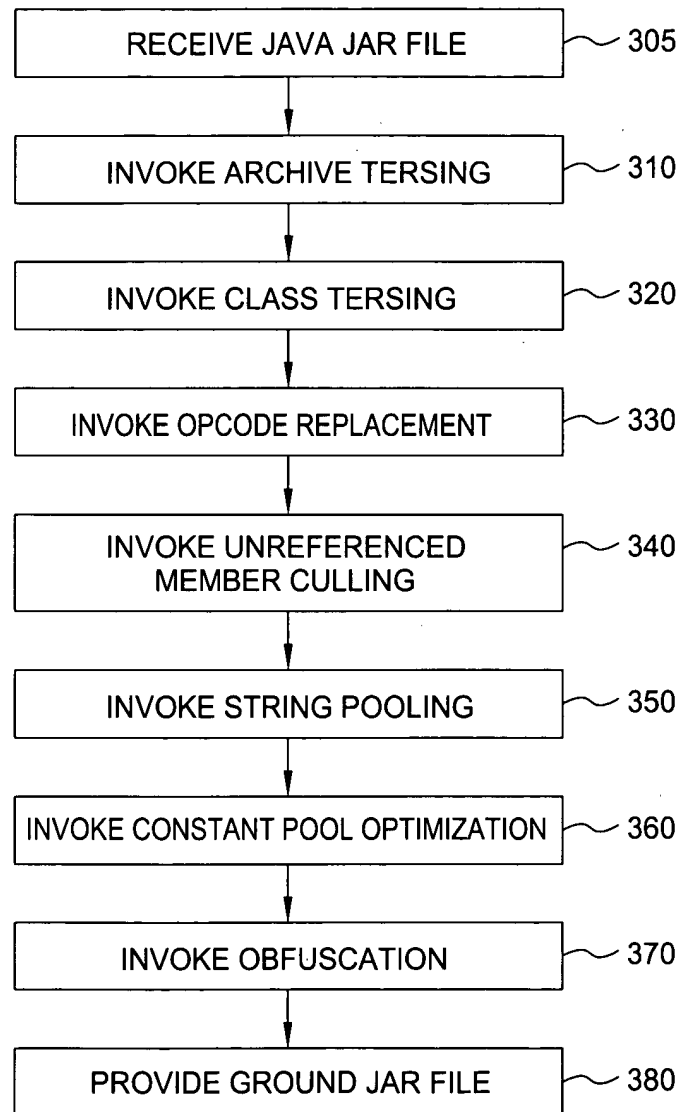 RECEIVE JAVA JAR FILE 305
INVOKE ARCHIVE TERSING 310
INVOKE CLASS TERSING 320
INVOKE OPCODE REPLACEMENT 330
INVOKE UNREFERENCED
MEMBER CULLING 340
INVOKE STRING POOLING 350
INVOKE CONSTANT POOL OPTIMIZATION 360
INVOKE OBFUSCATION 370
PROVIDE GROUND JAR FILE 380